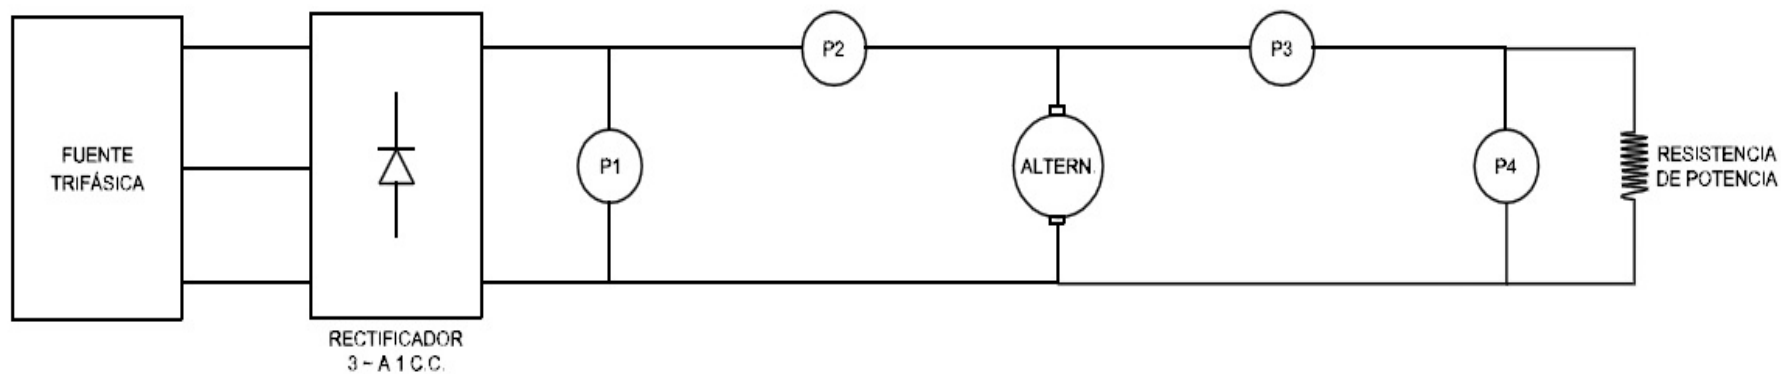 FUENTE
TRIFÁSICA
RECTIFICADOR
3 ~ A 1 C.C.
P1
P2
ALTERN.
P3
P4
RESISTENCIA
DE POTENCIA